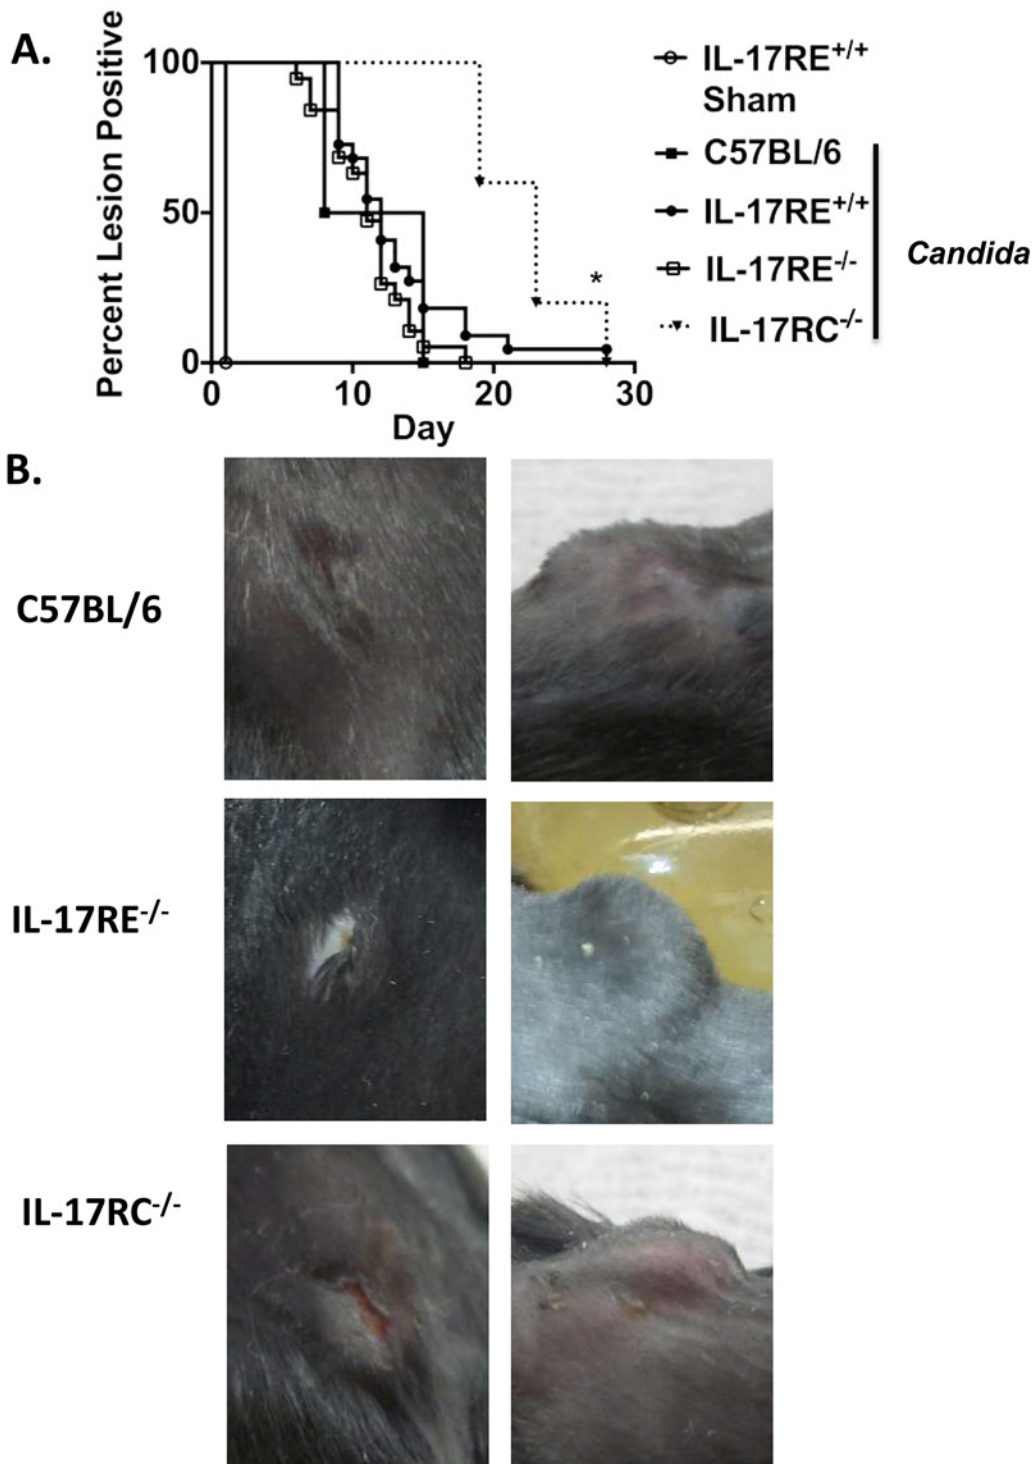 A.
Percent Lesion Positive
100
50
0
0 10 20 30
Day
*
IL-17RE+/+
Sham
C57BL/6
IL-17RE+/+
IL-17RE-/-
IL-17RC-/-
Candida
B.
C57BL/6
IL-17RE-/-
IL-17RC-/-